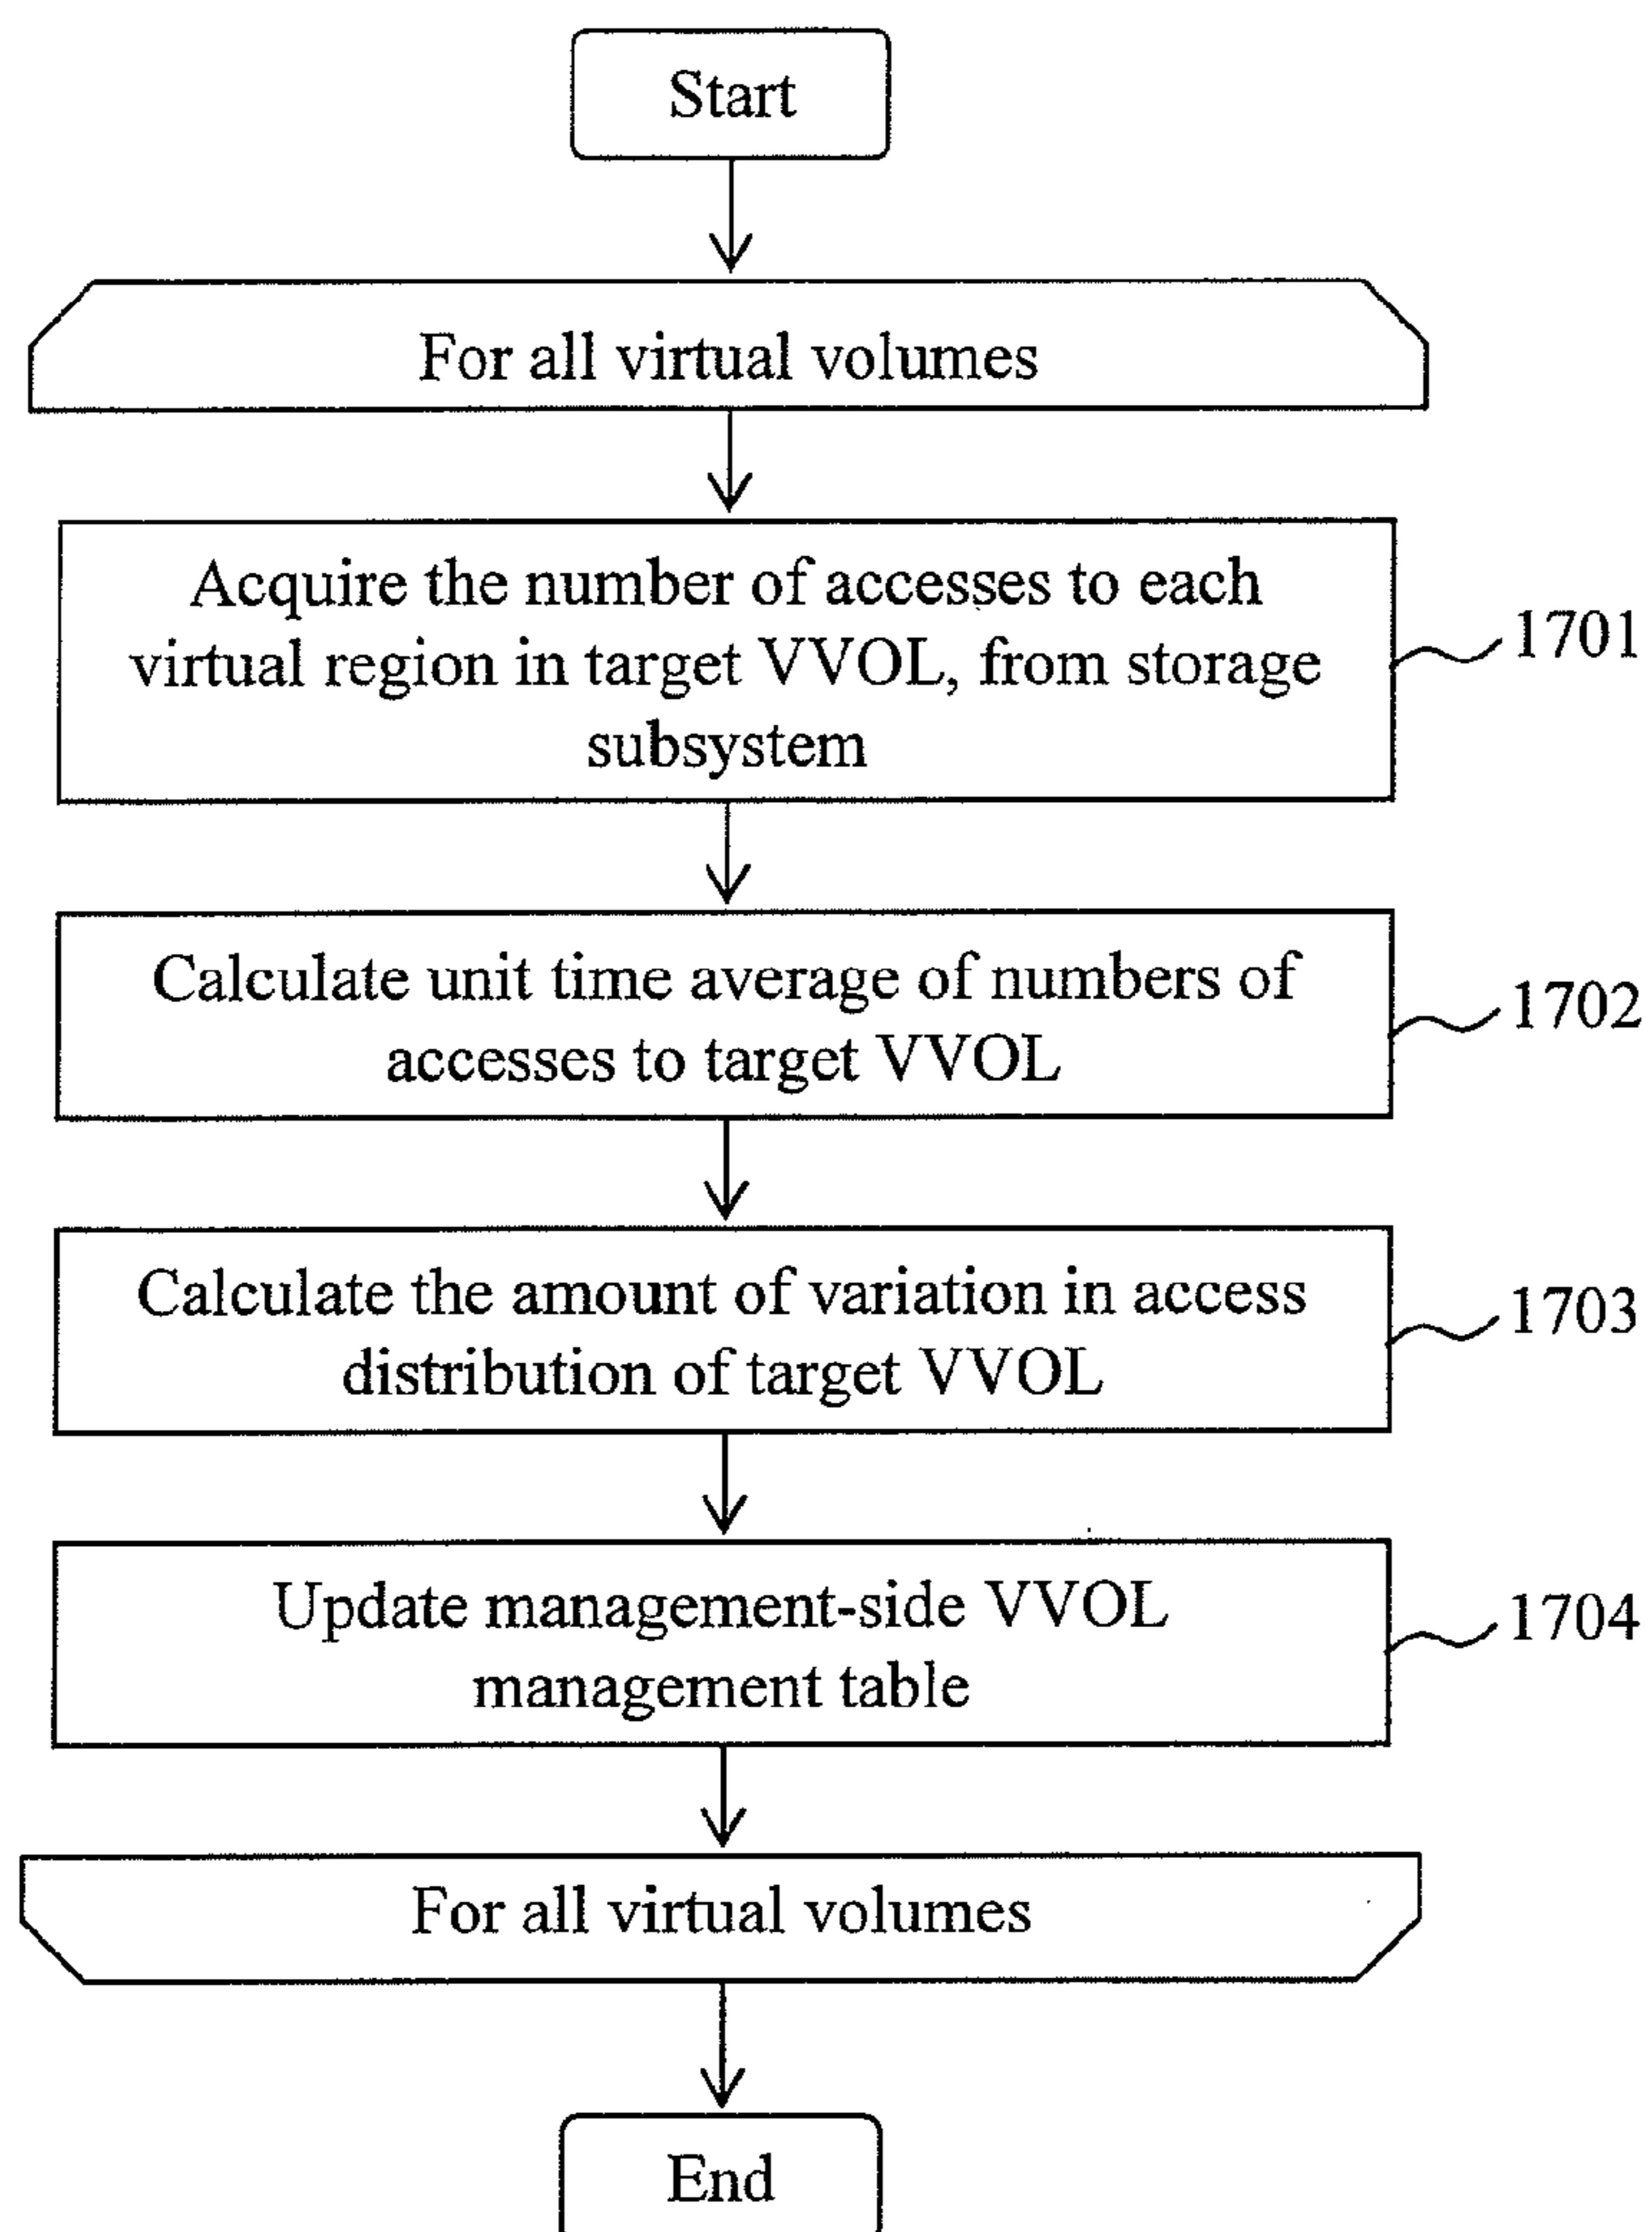 Start
For all virtual volumes
Acquire the number of accesses to each
virtual region in target VVOL, from storage
subsystem
1701
Calculate unit time average of numbers of
accesses to target VVOL
1702
Calculate the amount of variation in access
distribution of target VVOL
1703
Update management-side VVOL
management table
1704
For all virtual volumes
End